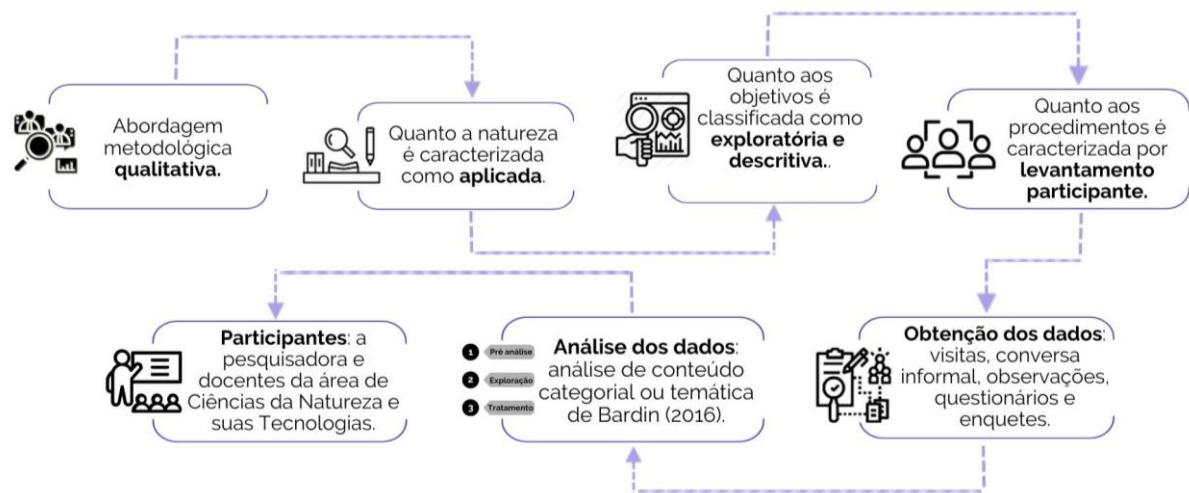 Abordagem
metodológica
qualitativa.
Quanto a natureza
é caracterizada
como aplicada.
Quanto aos
objetivos é
classificada como
exploratória e
descritiva..
Quanto aos
procedimentos é
caracterizada por
levantamento
participante.
Participantes: a
pesquisadora e
docentes da área de
Ciências da Natureza e
suas Tecnologias.
1 Pré análise
2 Exploração
3 Tratamento
Análise dos dados:
análise de conteúdo
categorial ou temática
de Bardin (2016).
Obtenção dos dados:
visitas, conversa
informal, observações,
questionários e
enquetes.